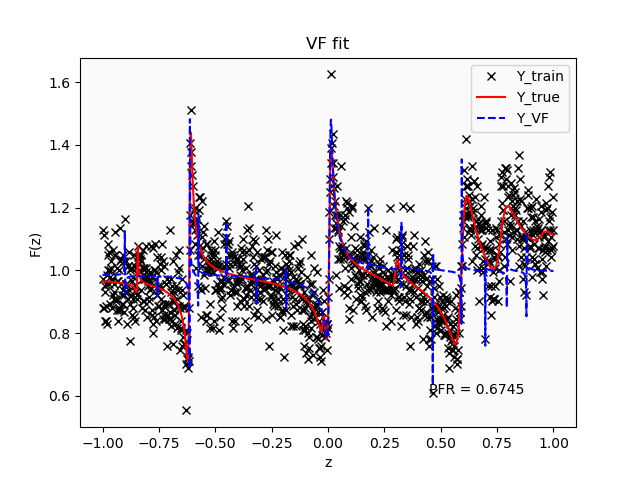 VF fit
Y_train
Y_true
Y_VF
F(z)
1.6
1.4
1.2
1.0
0.8
0.6
PFR = 0.6745
−1.00 −0.75 −0.50 −0.25 0.00 0.25 0.50 0.75 1.00
z